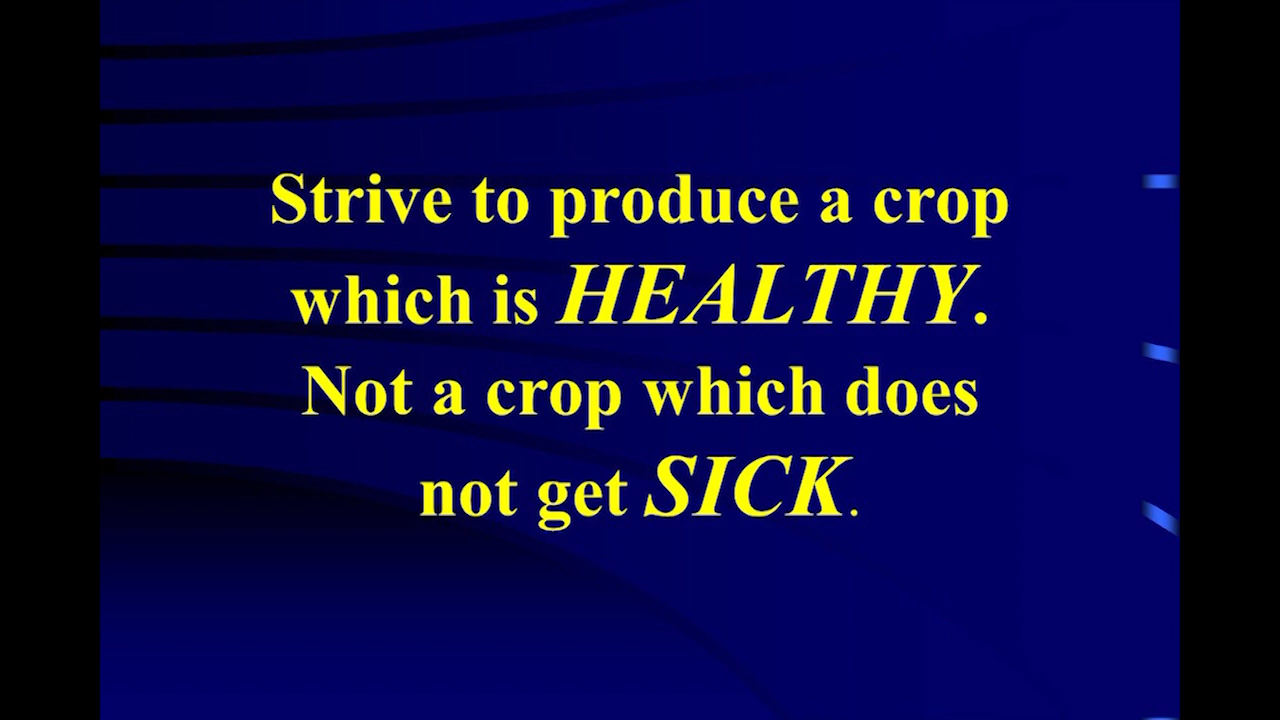 Strive to produce a crop
which is HEALTHY.
Not a crop which does
not get SICK.